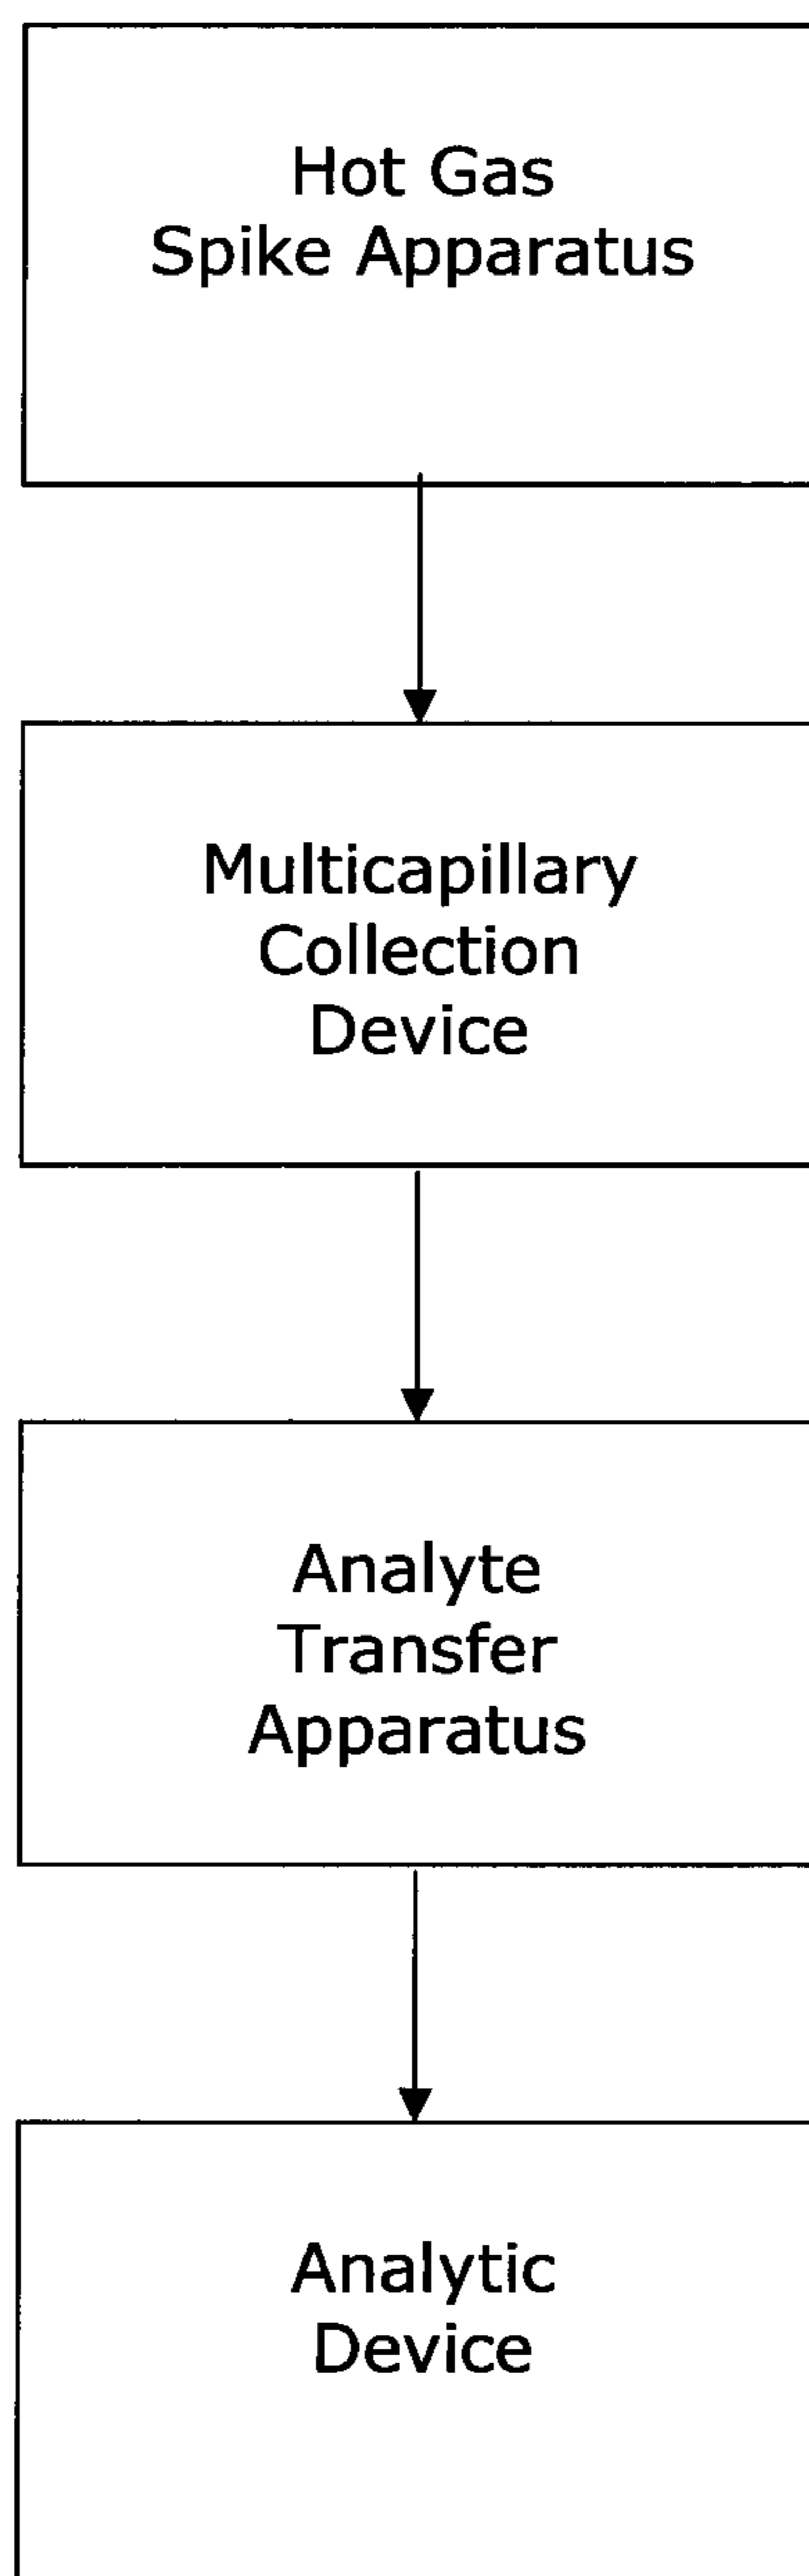 Hot Gas
Spike Apparatus
Multicapillary
Collection
Device
Analyte
Transfer
Apparatus
Analytic
Device